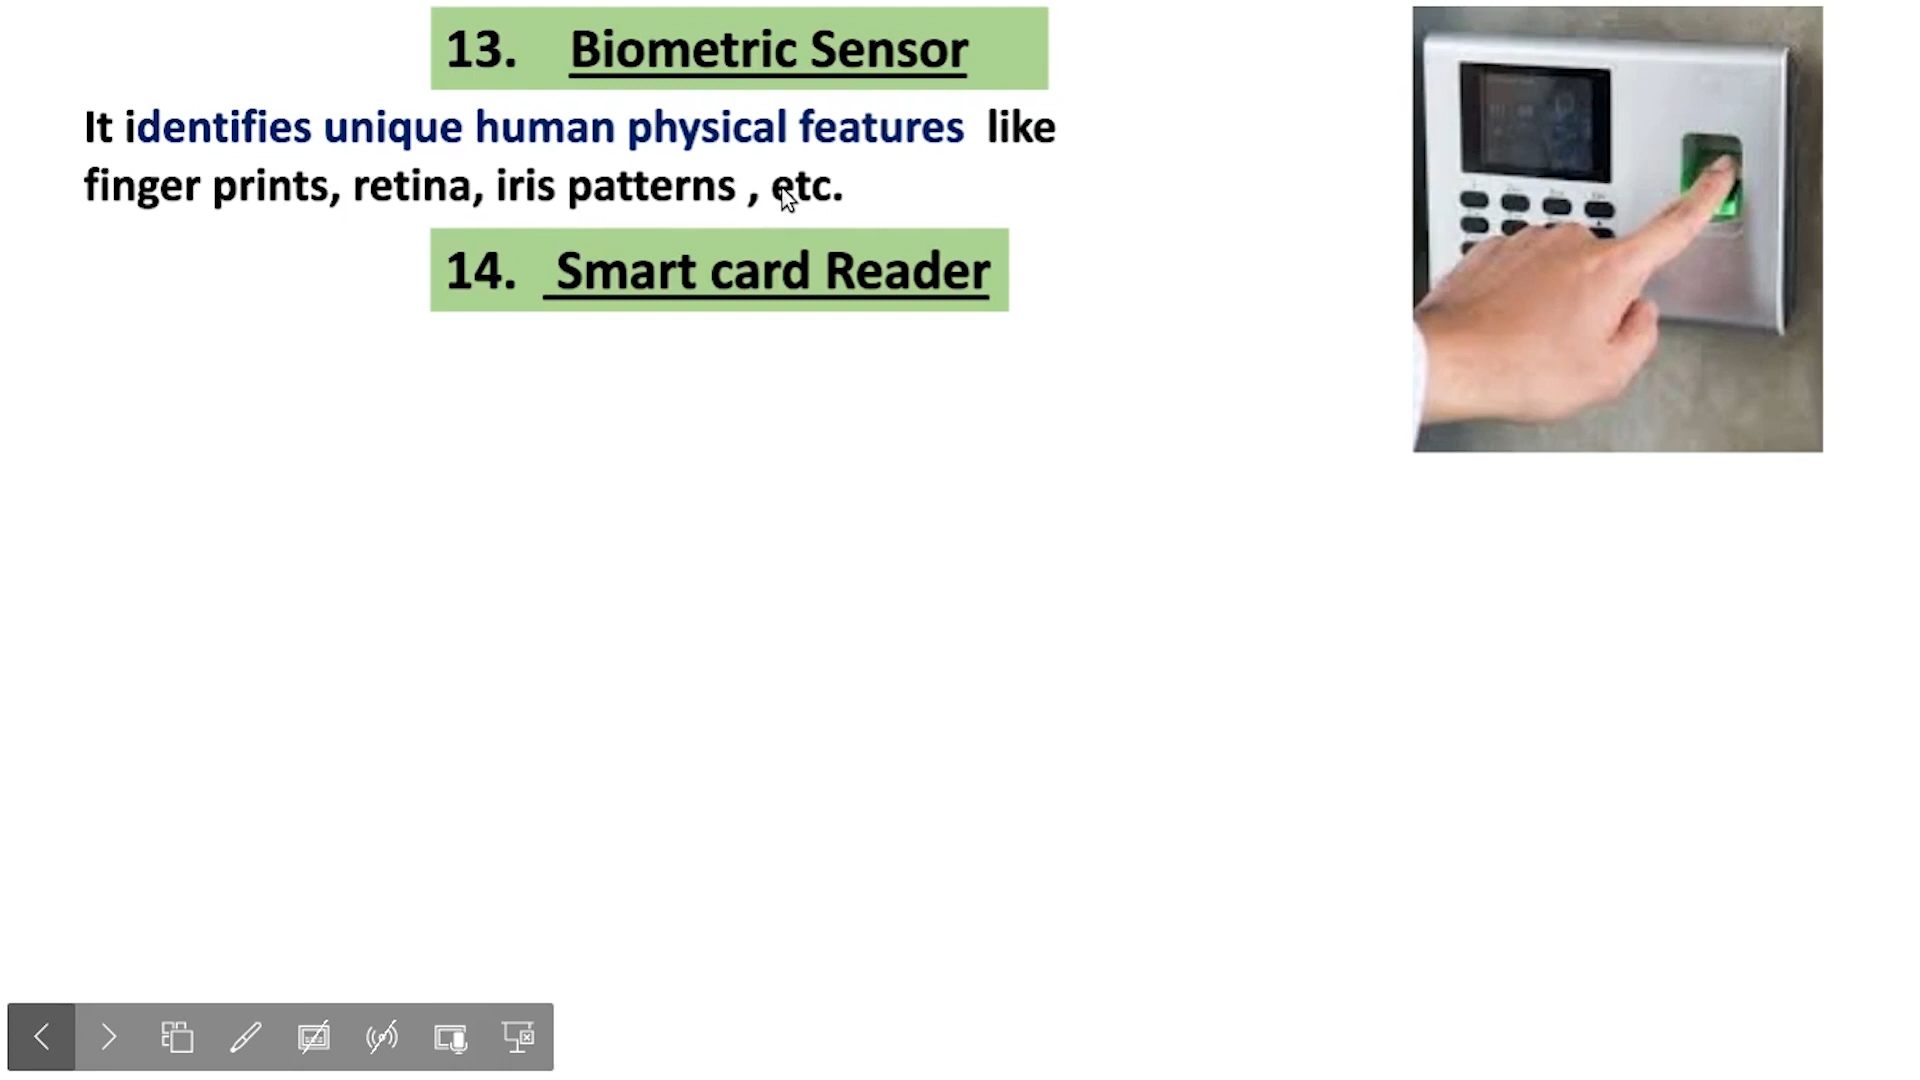 13. Biometric Sensor
It identifies unique human physical features like
finger prints, retina, iris patterns , etc.
14. Smart card Reader